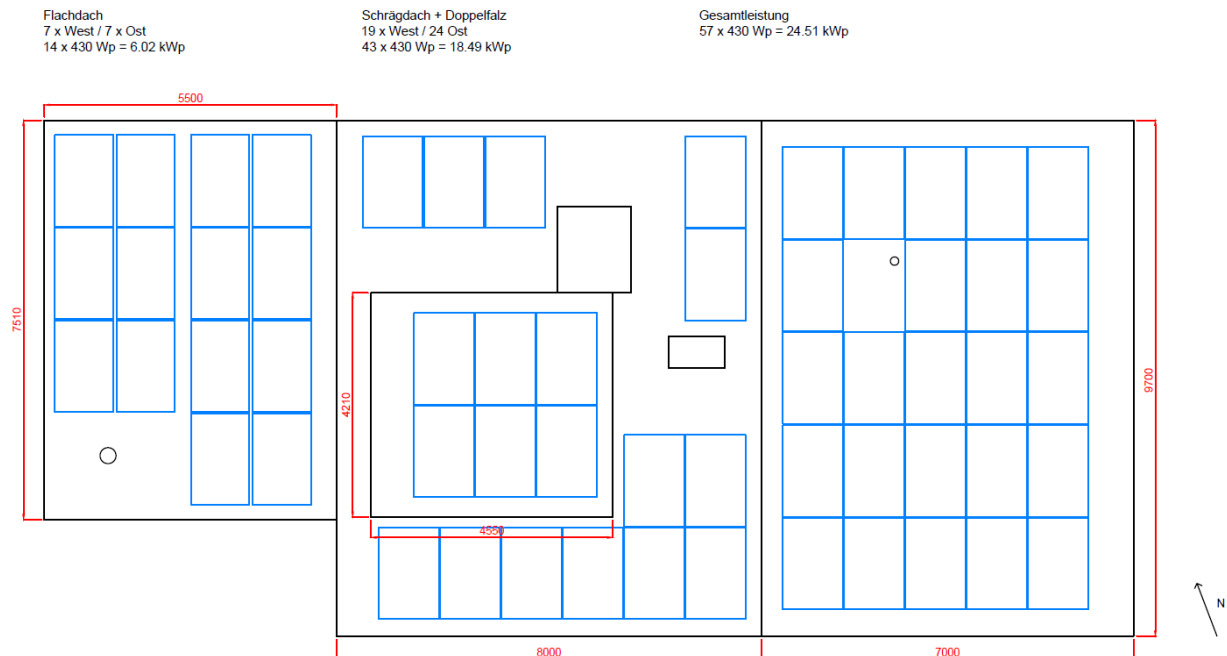 Flachdach
7 x West / 7 x Ost
14 x 430 Wp = 6.02 kWp
Schrägdach + Doppelfalz
19 x West / 24 Ost
43 x 430 Wp = 18.49 kWp
Gesamtleistung
57 x 430 Wp = 24.51 kWp
5500
7510
4210
4550
9700
N
8000
7000